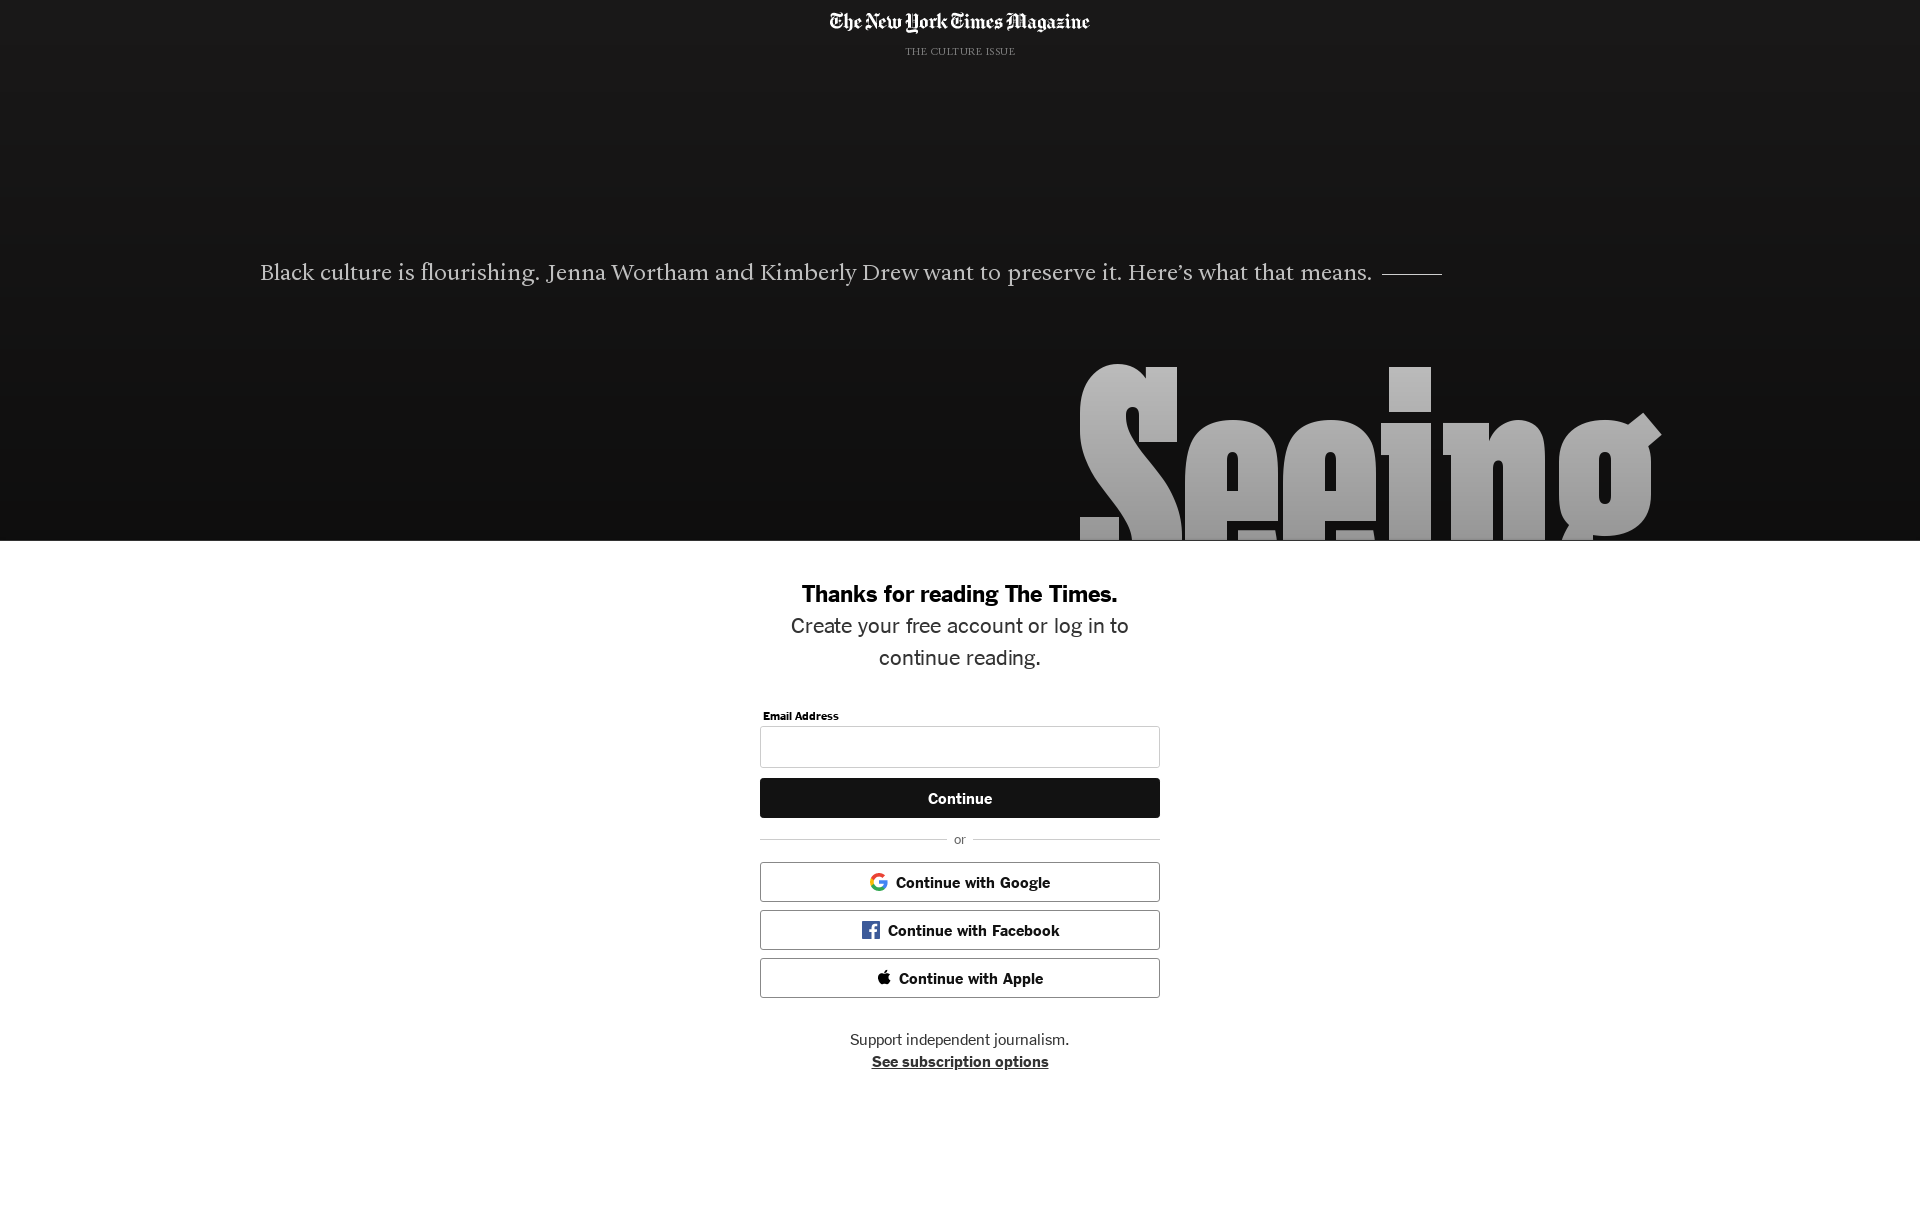 The New York Times Magazine
THE CULTURE ISSUE
Black culture is flourishing. Jenna Wortham and Kimberly Drew want to preserve it. Here’s what that means.
Seeing
Thanks for reading The Times.
Create your free account or log in to
continue reading.
Email Address
Continue
or
Continue with Google
Continue with Facebook
Continue with Apple
Support independent journalism.
See subscription options